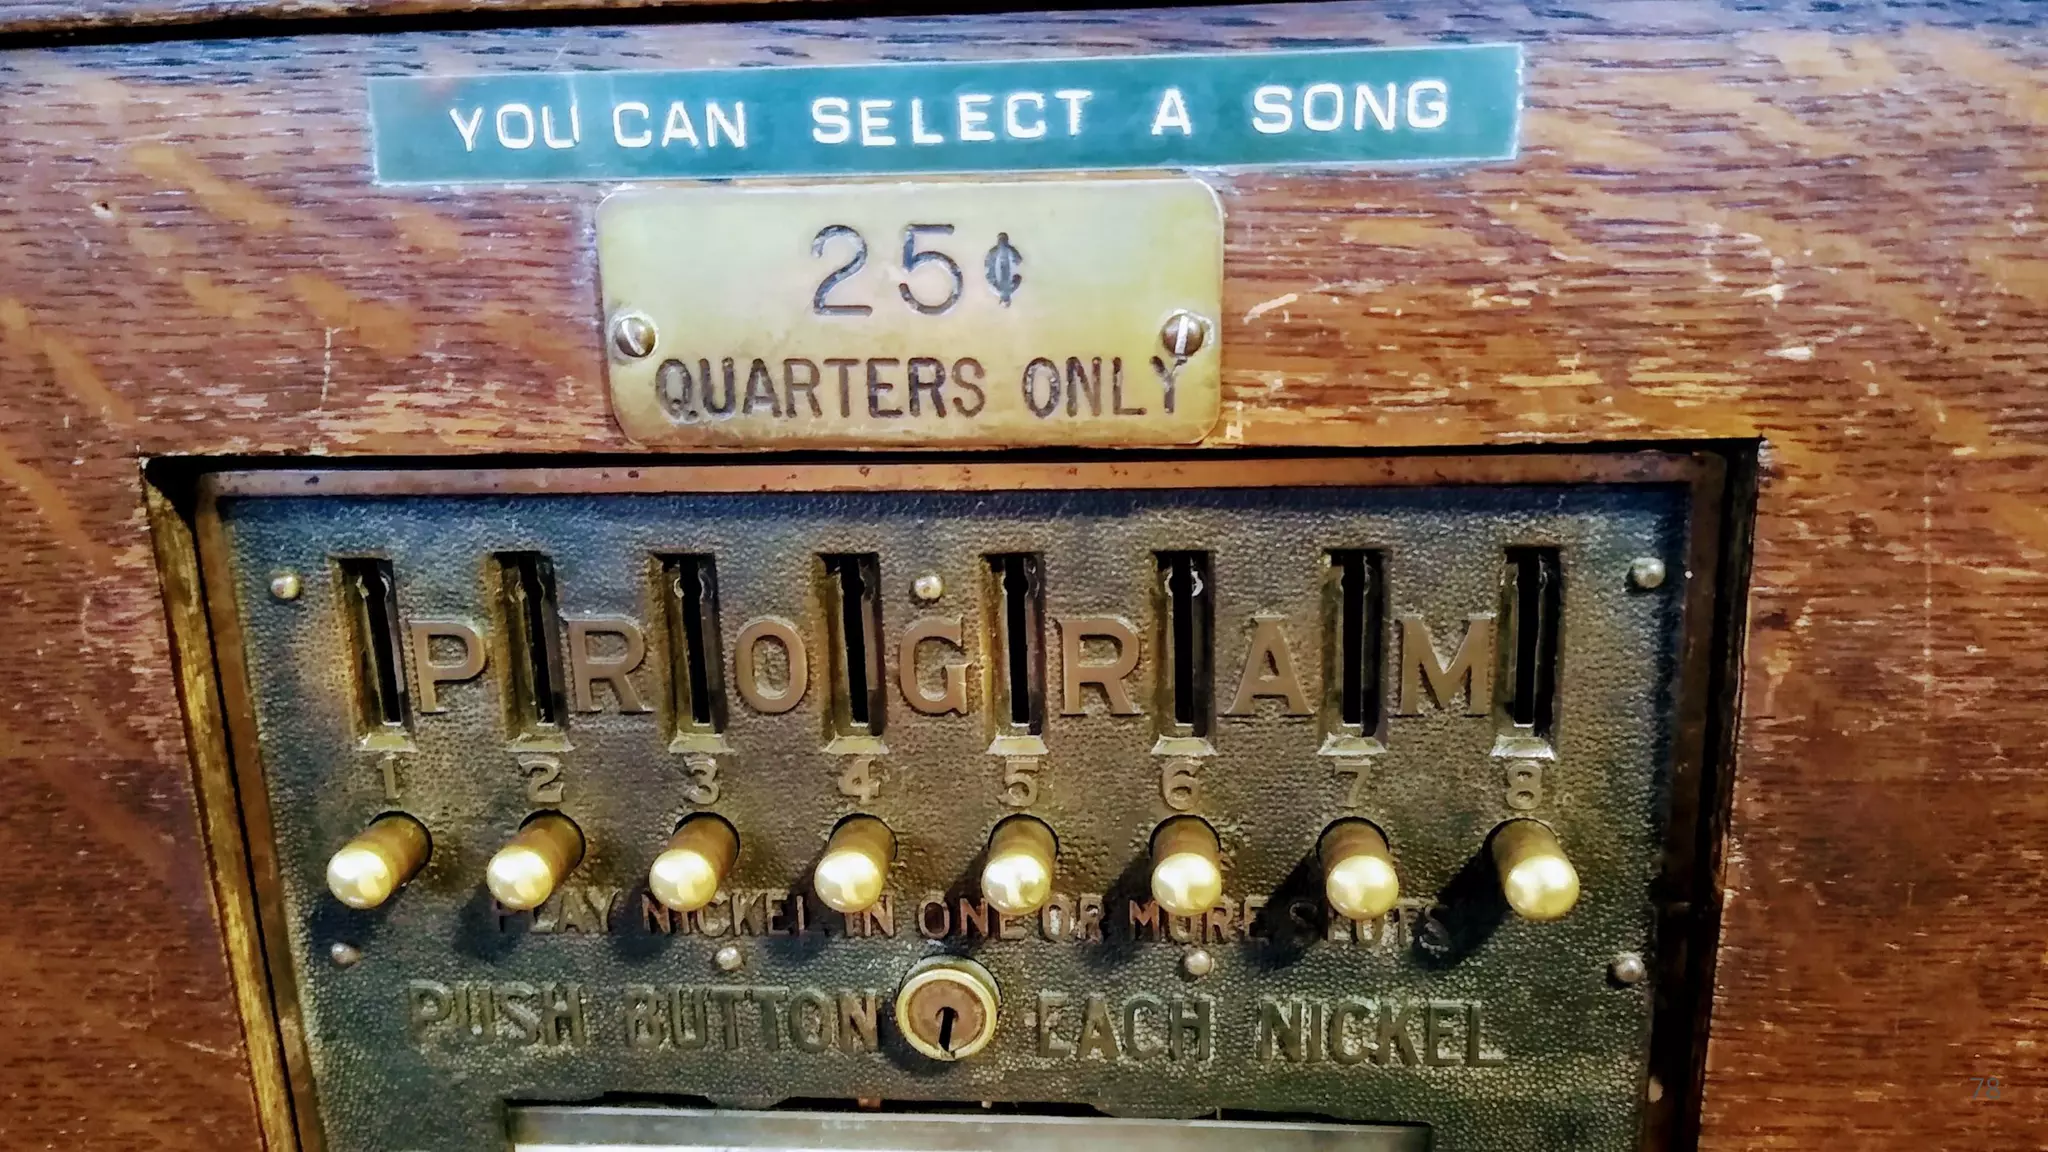 YOU CAN SELECT A SONG
25¢
QUARTERS ONLY
PROGRAM
1 2 3 4 5 6 7 8
PLAY NICKEL IN ONE OR MORE SLOTS
PUSH BUTTON EACH NICKEL
78